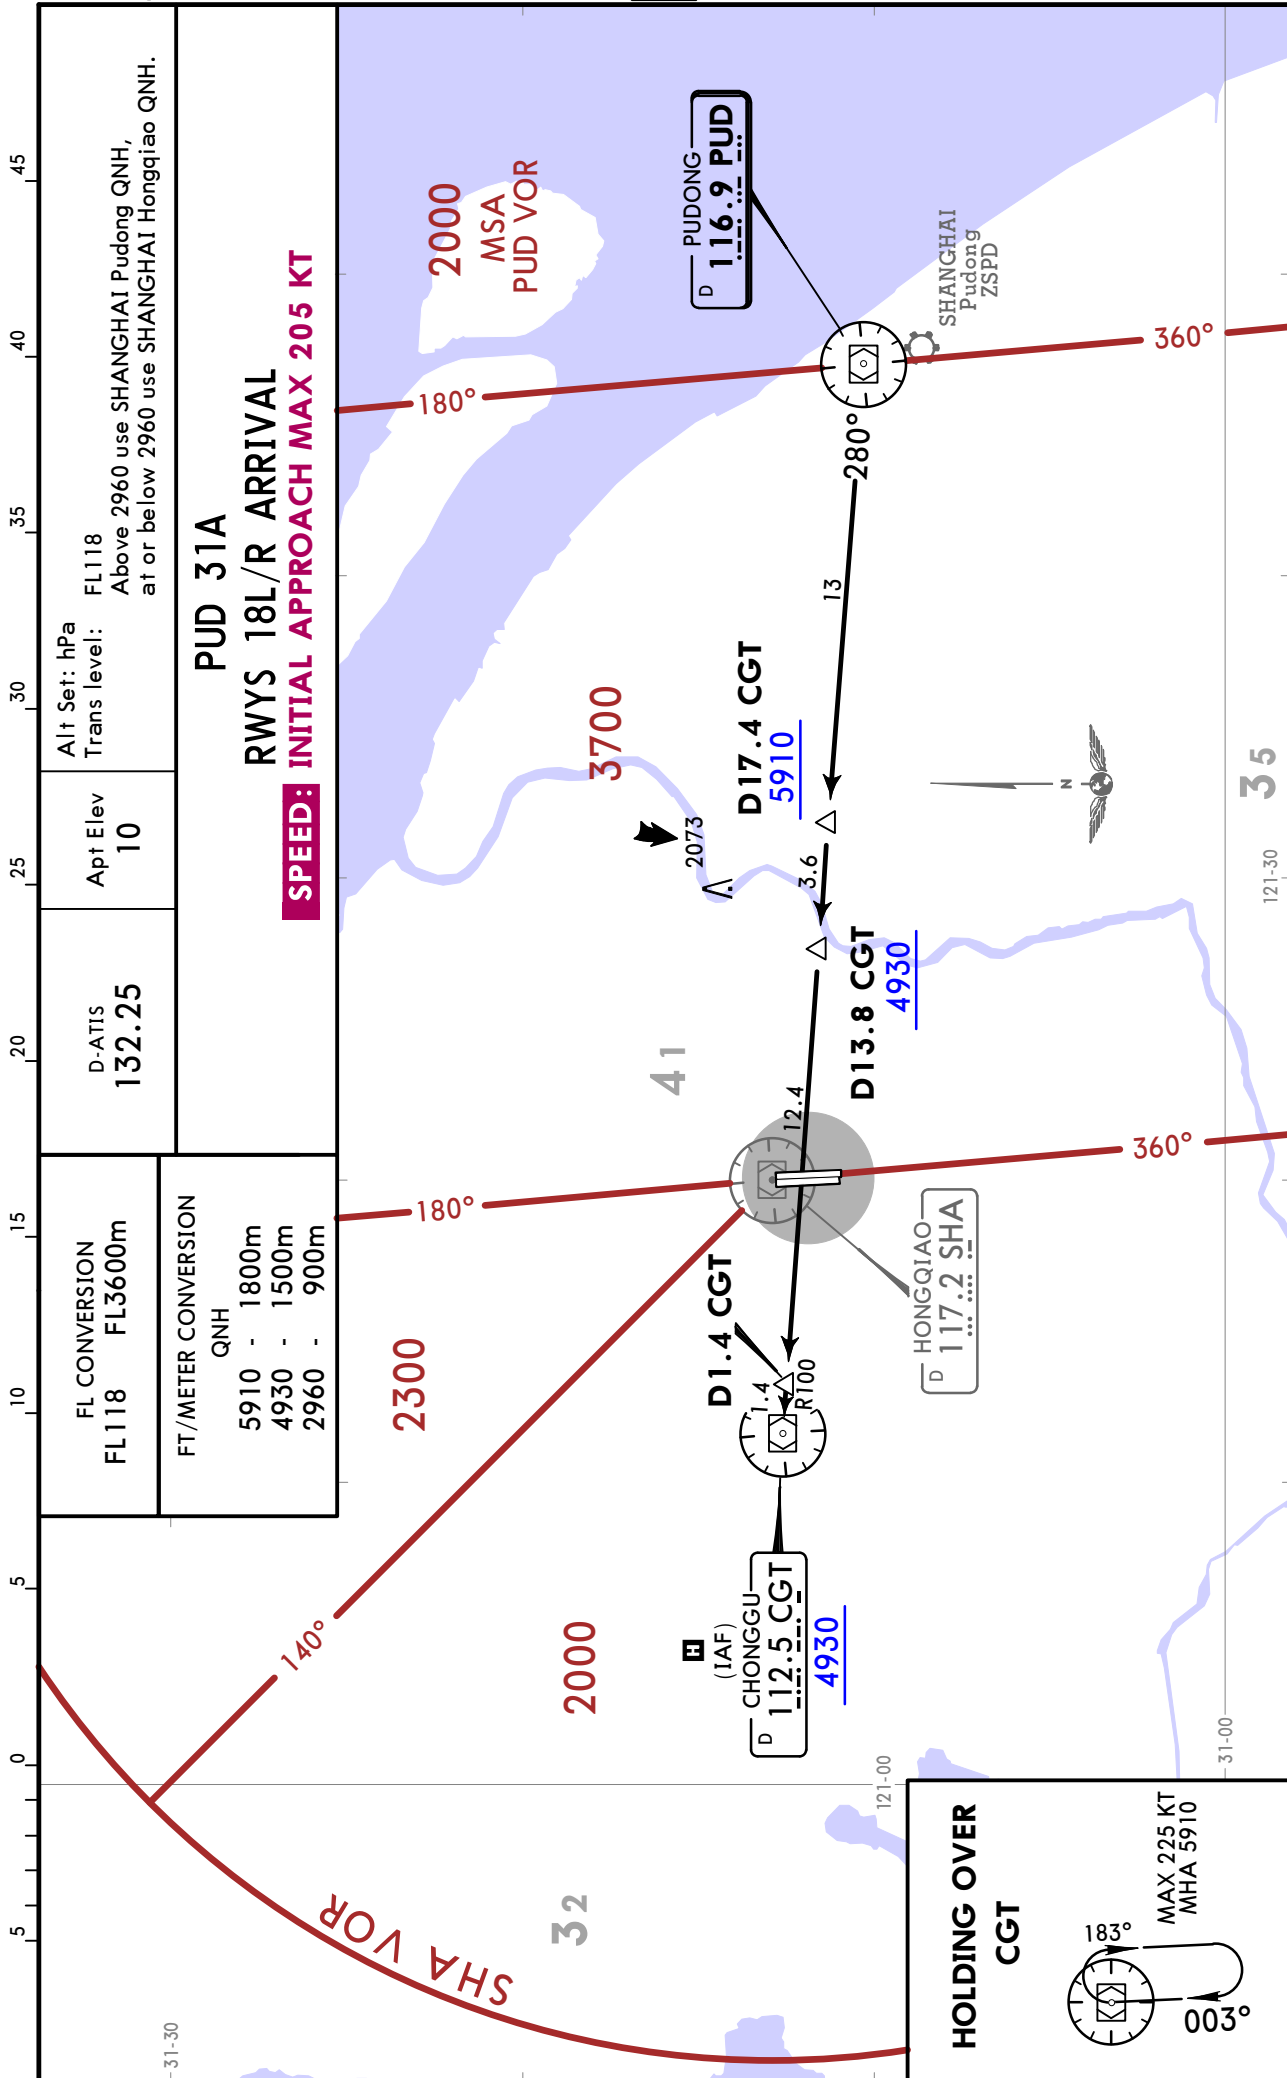 D-ATIS
132.25
Apt Elev
10
Alt Set: hPa
Trans level: FL118
Above 2960 use SHANGHAI Pudong QNH,
at or below 2960 use SHANGHAI Hongqiao QNH.
FL CONVERSION
FL118 FL3600m
FT/METER CONVERSION
QNH
5910 - 1800m
4930 - 1500m
2960 - 900m
PUD 31A
RWYS 18L/R ARRIVAL
SPEED: INITIAL APPROACH MAX 205 KT
5
0
5
10
15
20
25
30
35
40
45
31-30
SHA VOR
140°
180°
180°
2300
2000
MSA
PUD VOR
3700
2000
32
41
2073
H
(IAF)
CHONGGU
D 112.5 CGT
4930
D1.4 CGT
1.4
R100
12.4
D13.8 CGT
4930
3.6
D17.4 CGT
5910
13
280°
PUDONG
D 116.9 PUD
SHANGHAI
Pudong
ZSPD
HONGQIAO
D 117.2 SHA
360°
360°
N
35
121-00
121-30
31-00
HOLDING OVER
CGT
183°
003°
MAX 225 KT
MHA 5910